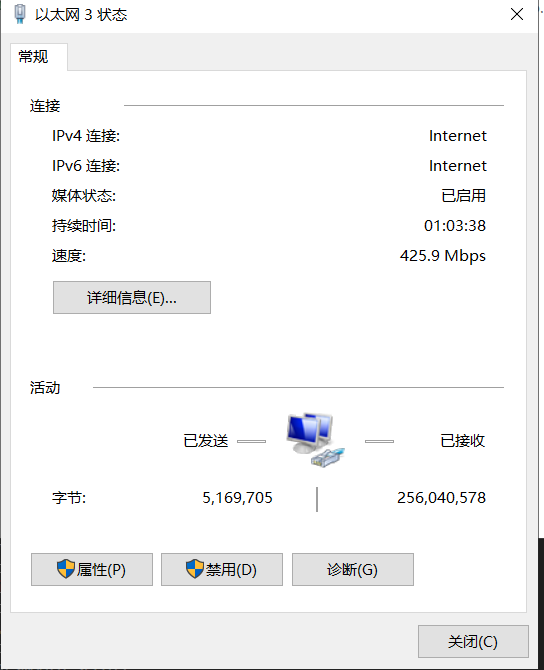 以太网 3 状态
常规
连接
IPv4 连接: Internet
IPv6 连接: Internet
媒体状态: 已启用
持续时间: 01:03:38
速度: 425.9 Mbps
详细信息(E)...
活动
已发送 已接收
字节: 5,169,705 256,040,578
属性(P) 禁用(D) 诊断(G)
关闭(C)